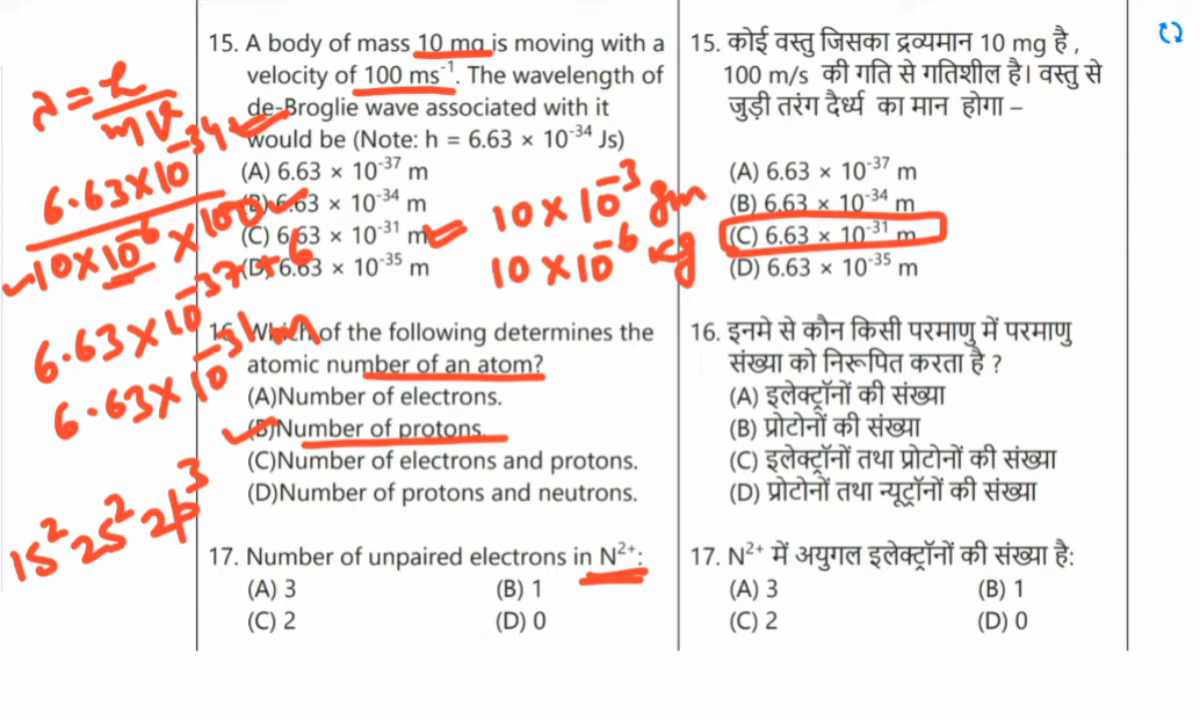 15. A body of mass 10 mg is moving with a
velocity of 100 ms⁻¹. The wavelength of
de-Broglie wave associated with it
would be (Note: h = 6.63 × 10⁻³⁴ Js)
(A) 6.63 × 10⁻³⁷ m
(B) 6.63 × 10⁻³⁴ m
(C) 6.63 × 10⁻³¹ m
(D) 6.63 × 10⁻³⁵ m
16. Which of the following determines the
atomic number of an atom?
(A)Number of electrons.
(B)Number of protons.
(C)Number of electrons and protons.
(D)Number of protons and neutrons.
17. Number of unpaired electrons in N²⁺:
(A) 3 (B) 1
(C) 2 (D) 0
15. कोई वस्तु जिसका द्रव्यमान 10 mg है ,
100 m/s की गति से गतिशील है। वस्तु से
जुड़ी तरंग दैर्ध्य का मान होगा –
(A) 6.63 × 10⁻³⁷ m
(B) 6.63 × 10⁻³⁴ m
(C) 6.63 × 10⁻³¹ m
(D) 6.63 × 10⁻³⁵ m
16. इनमे से कौन किसी परमाणु में परमाणु
संख्या को निरूपित करता है ?
(A) इलेक्ट्रॉनों की संख्या
(B) प्रोटोनों की संख्या
(C) इलेक्ट्रॉनों तथा प्रोटोनों की संख्या
(D) प्रोटोनों तथा न्यूट्रॉनों की संख्या
17. N²⁺ में अयुगल इलेक्ट्रॉनों की संख्या है:
(A) 3 (B) 1
(C) 2 (D) 0
λ = h
mv
6.63×10⁻³⁴
10×10⁻⁶ × 100
6.63×10⁻³⁷⁺⁶
6.63×10⁻³¹ m
10×10⁻³ gm
10×10⁻⁶ kg
1s² 2s² 2p³